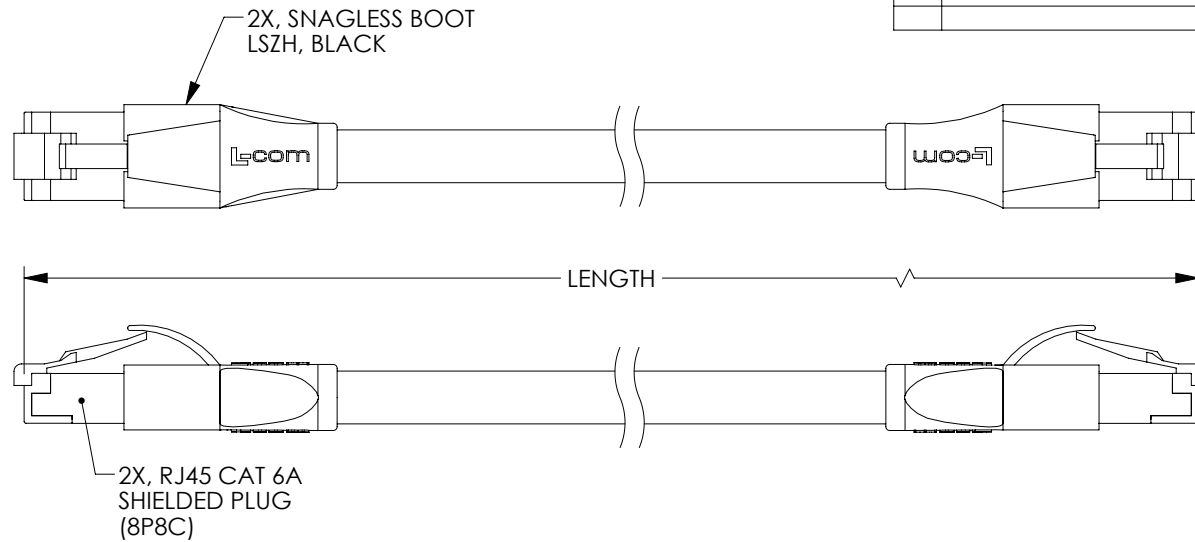 2X, SNAGLESS BOOT
LSZH, BLACK
L-com
L-com
LENGTH
2X, RJ45 CAT 6A
SHIELDED PLUG
(8P8C)